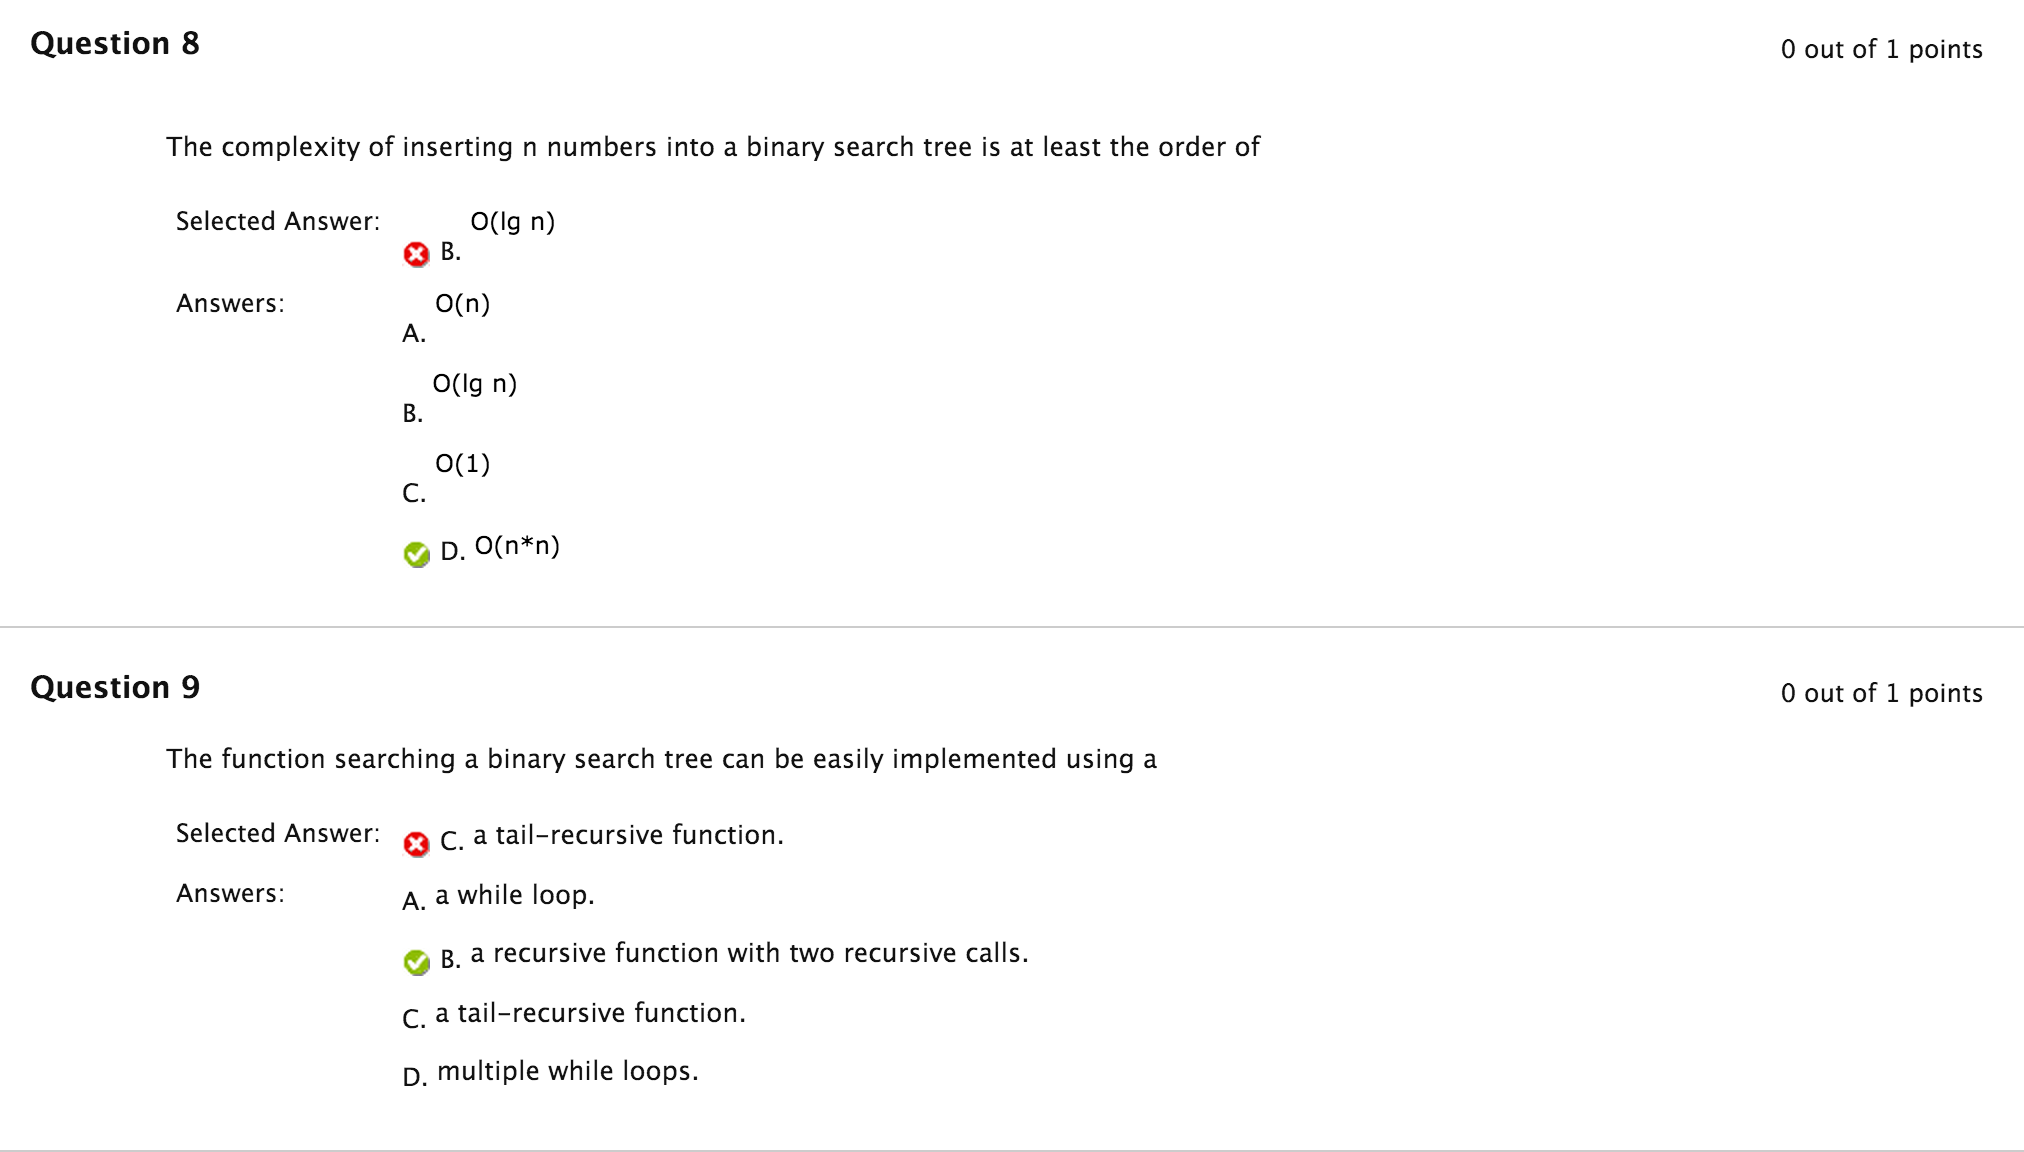 Question 8
0 out of 1 points
The complexity of inserting n numbers into a binary search tree is at least the order of
Selected Answer:
O(lg n)
B.
Answers:
O(n)
A.
O(lg n)
B.
O(1)
C.
D. O(n*n)
Question 9
0 out of 1 points
The function searching a binary search tree can be easily implemented using a
Selected Answer: C. a tail-recursive function.
Answers: A. a while loop.
B. a recursive function with two recursive calls.
C. a tail-recursive function.
D. multiple while loops.